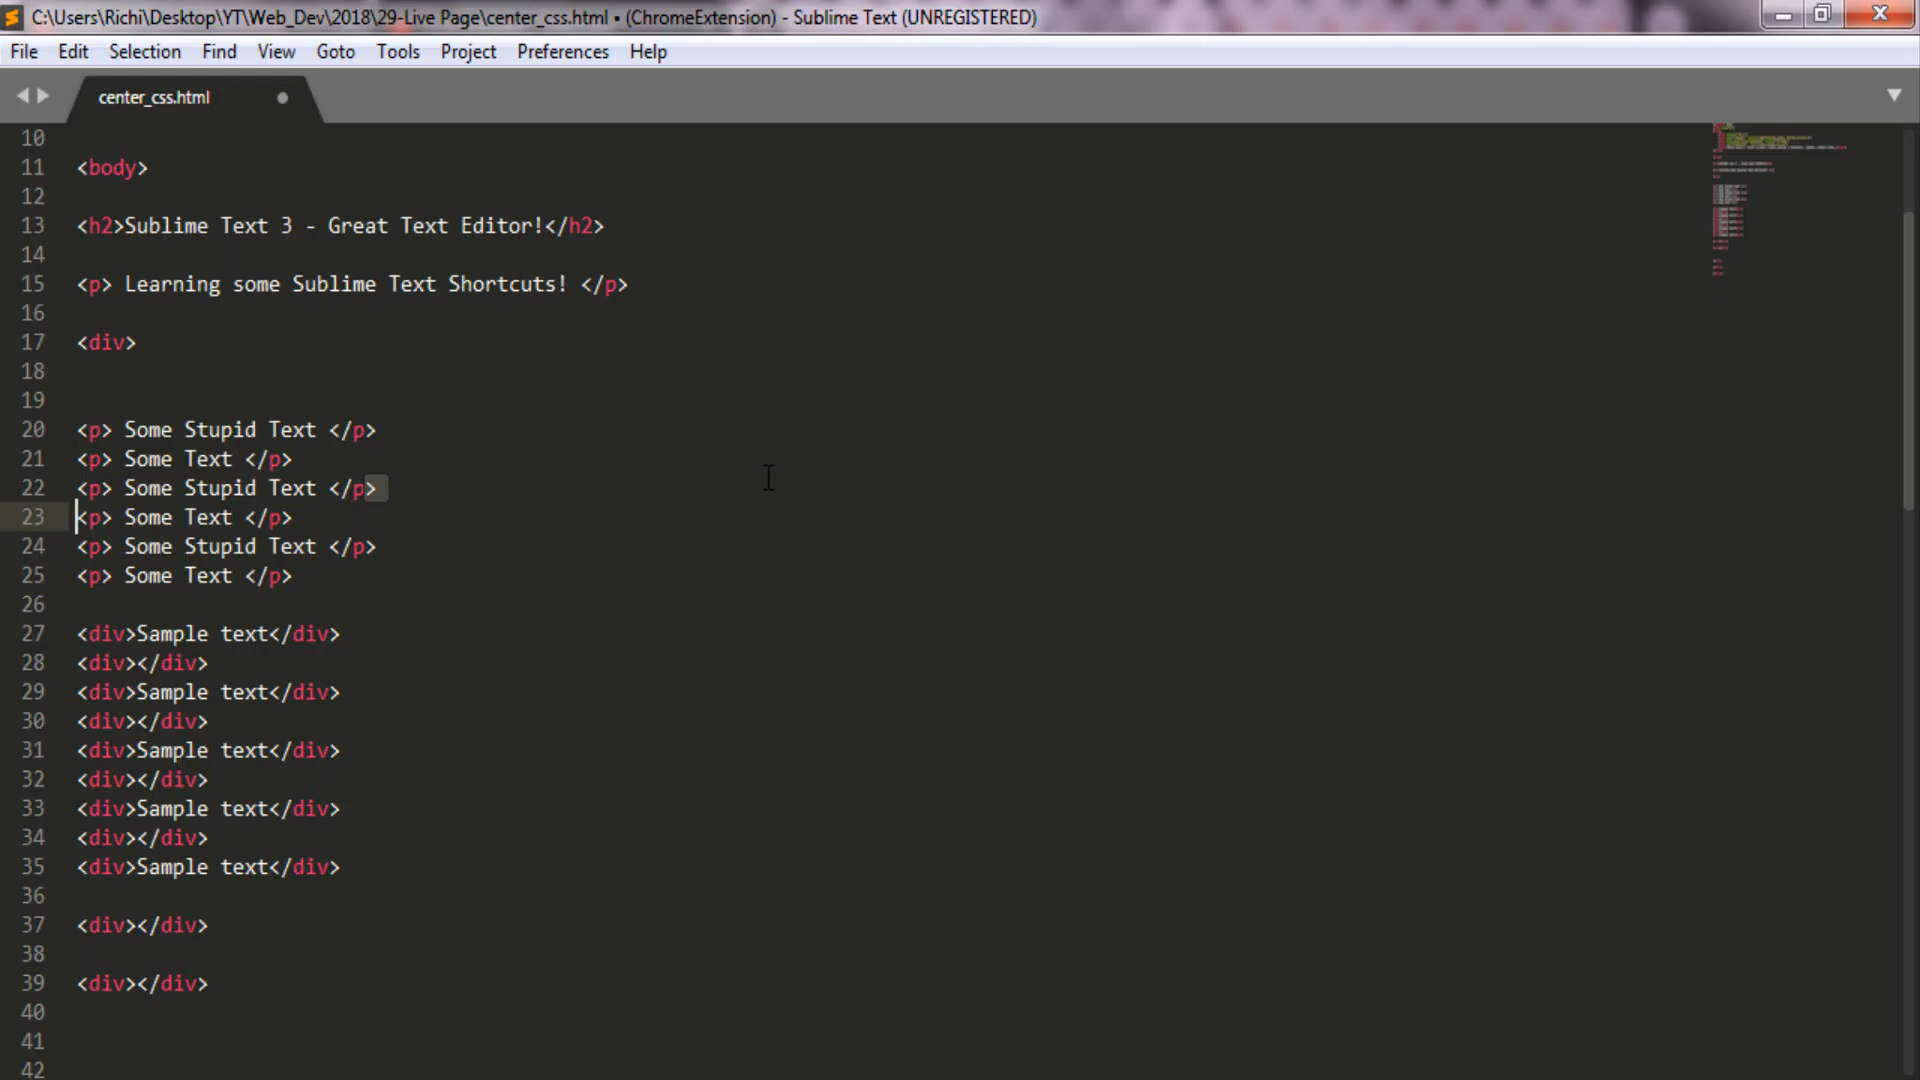 C:\Users\Richi\Desktop\YT\Web_Dev\2018\29-Live Page\center_css.html • (ChromeExtension) - Sublime Text (UNREGISTERED)
File Edit Selection Find View Goto Tools Project Preferences Help
center_css.html
10
11 <body>
12
13 <h2>Sublime Text 3 - Great Text Editor!</h2>
14
15 <p> Learning some Sublime Text Shortcuts! </p>
16
17 <div>
18
19
20 <p> Some Stupid Text </p>
21 <p> Some Text </p>
22 <p> Some Stupid Text </p>
23 <p> Some Text </p>
24 <p> Some Stupid Text </p>
25 <p> Some Text </p>
26
27 <div>Sample text</div>
28 <div></div>
29 <div>Sample text</div>
30 <div></div>
31 <div>Sample text</div>
32 <div></div>
33 <div>Sample text</div>
34 <div></div>
35 <div>Sample text</div>
36
37 <div></div>
38
39 <div></div>
40
41
42